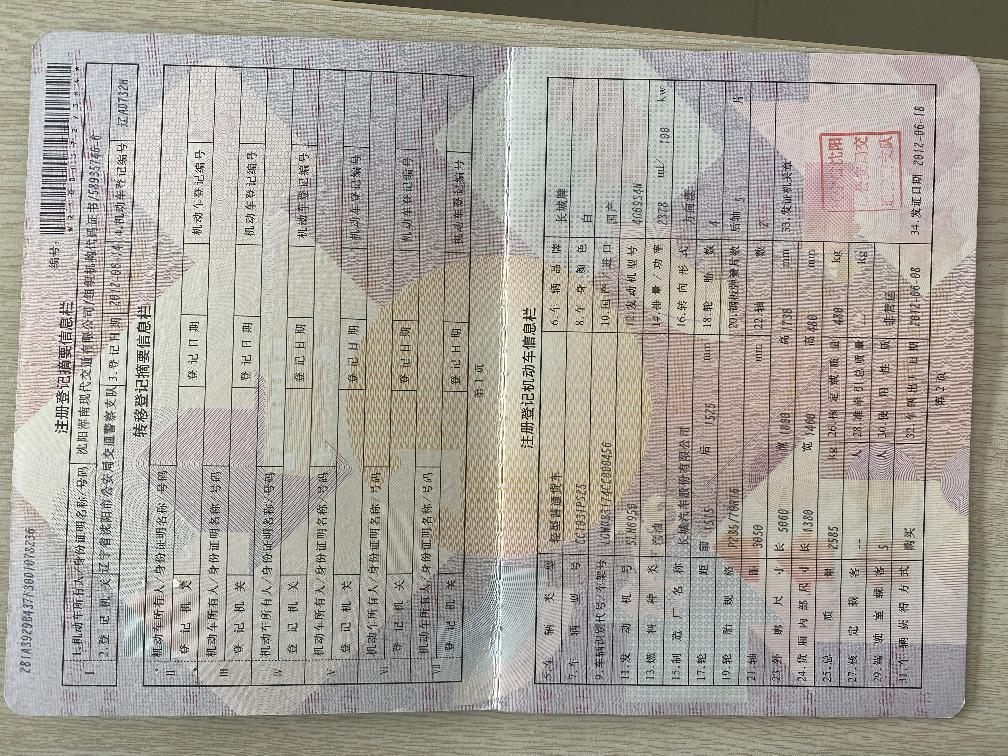 编号:
注册登记摘要信息栏
Ⅰ 1.机动车所有人/身份证明名称/号码 沈阳浑南现代交通有限公司/组织机构代码证书/58935746-6
2.登记机关 辽宁省沈阳市公安局交通警察支队 3.登记日期 4.机动车登记编号 辽AD732H
转移登记摘要信息栏
Ⅱ 机动车所有人/身份证明名称/号码
登记机关 登记日期 机动车登记编号
Ⅲ 机动车所有人/身份证明名称/号码
登记机关 登记日期 机动车登记编号
Ⅳ 机动车所有人/身份证明名称/号码
登记机关 登记日期 机动车登记编号
Ⅴ 机动车所有人/身份证明名称/号码
登记机关 登记日期 机动车登记编号
Ⅵ 机动车所有人/身份证明名称/号码
登记机关 登记日期 机动车登记编号
Ⅶ 机动车所有人/身份证明名称/号码
登记机关 登记日期 机动车登记编号
第1页
注册登记机动车信息栏
5.车辆类型 轻型普通货车 6.车辆品牌 长城牌
7.车辆型号 8.车身颜色 白
9.车辆识别代号/车架号 10.国产/进口 国产
11.发动机号 12.发动机型号
13.燃料种类 汽油 14.排量/功率 2378 ml/ 100 kw
15.制造厂名称 长城汽车股份有限公司 16.转向形式 方向盘
17.轮距 前 1515 后 1525 mm 18.轮胎数 4
19.轮胎规格 P235/70R16 20.钢板弹簧片数 后轴 5 片
21.轴距 3050 mm 22.轴数 2
23.外廓尺寸 长 5060 宽 1800 高 1730 mm 33.发证机关章
24.货厢内部尺寸 长 1380 宽 1460 高 480 mm
25.总质量 2585 kg 26.核定载质量 480 kg
27.核定载客 -- 人 28.准牵引总质量 -- kg
29.驾驶室载客 5 人 30.使用性质 非营运
31.车辆获得方式 购买 32.车辆出厂日期 2012-06-08 34.发证日期 2012-06-18
第2页